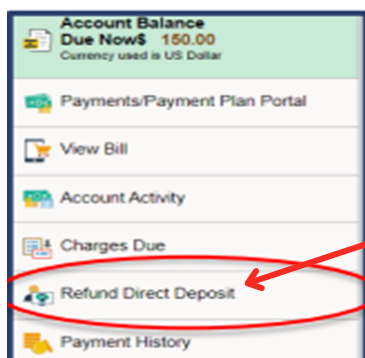 Account Balance
Due Now$ 150.00
Currency used is US Dollar
Payments/Payment Plan Portal
View Bill
Account Activity
Charges Due
Refund Direct Deposit
Payment History